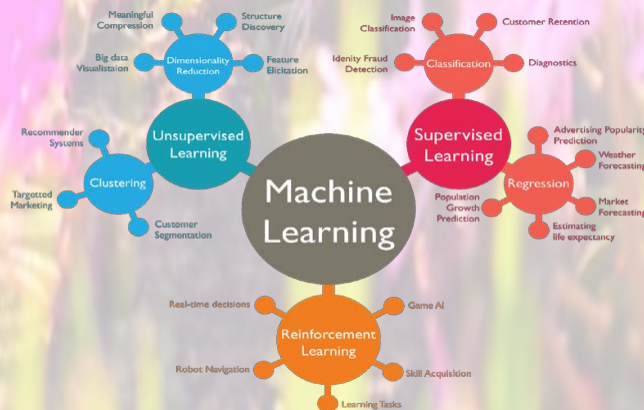 Meaningful
Compression
Structure
Discovery
Big data
Visualistaion
Dimensionality
Reduction
Feature
Elicitation
Unsupervised
Learning
Recommender
Systems
Clustering
Targetted
Marketing
Customer
Segmentation
Machine
Learning
Image
Classification
Customer Retention
Idenity Fraud
Detection
Classification
Diagnostics
Supervised
Learning
Advertising Popularity
Prediction
Weather
Forecasting
Regression
Population
Growth
Prediction
Market
Forecasting
Estimating
life expectancy
Real-time decisions
Game AI
Reinforcement
Learning
Robot Navigation
Skill Acquisition
Learning Tasks